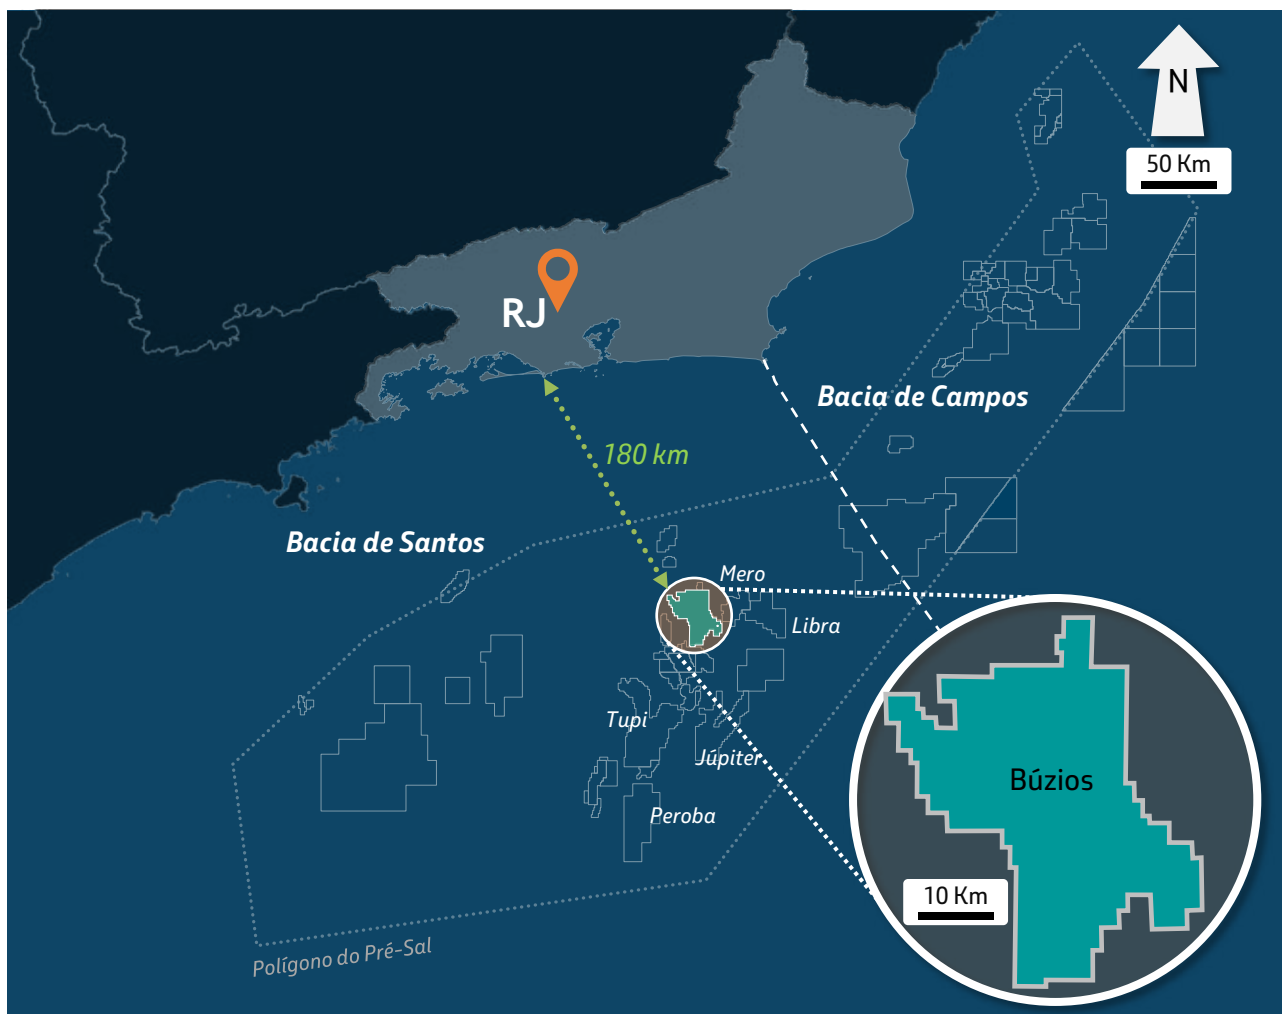 N
50 Km
RJ
Bacia de Campos
180 km
Bacia de Santos
Mero
Libra
Tupi
Júpiter
Búzios
Peroba
10 Km
Polígono do Pré-Sal